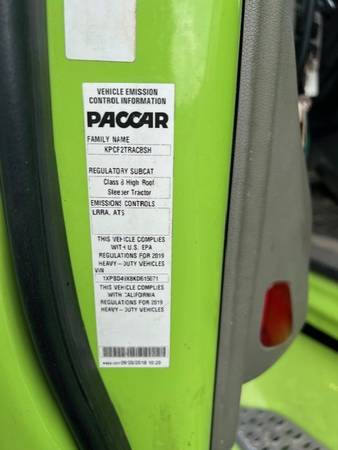 VEHICLE EMISSION
CONTROL INFORMATION
PACCAR
FAMILY NAME
KPCF2TRACBSH
REGULATORY SUBCAT
Class 8 High Roof
Sleeper Tractor
EMISSIONS CONTROLS
LRRA, ATS
THIS VEHICLE COMPLIES
WITH U.S. EPA
REGULATIONS FOR 2019
HEAVY-DUTY VEHICLES
VIN
THIS VEHICLE COMPLIES
WITH CALIFORNIA
REGULATIONS FOR 2019
HEAVY-DUTY VEHICLES